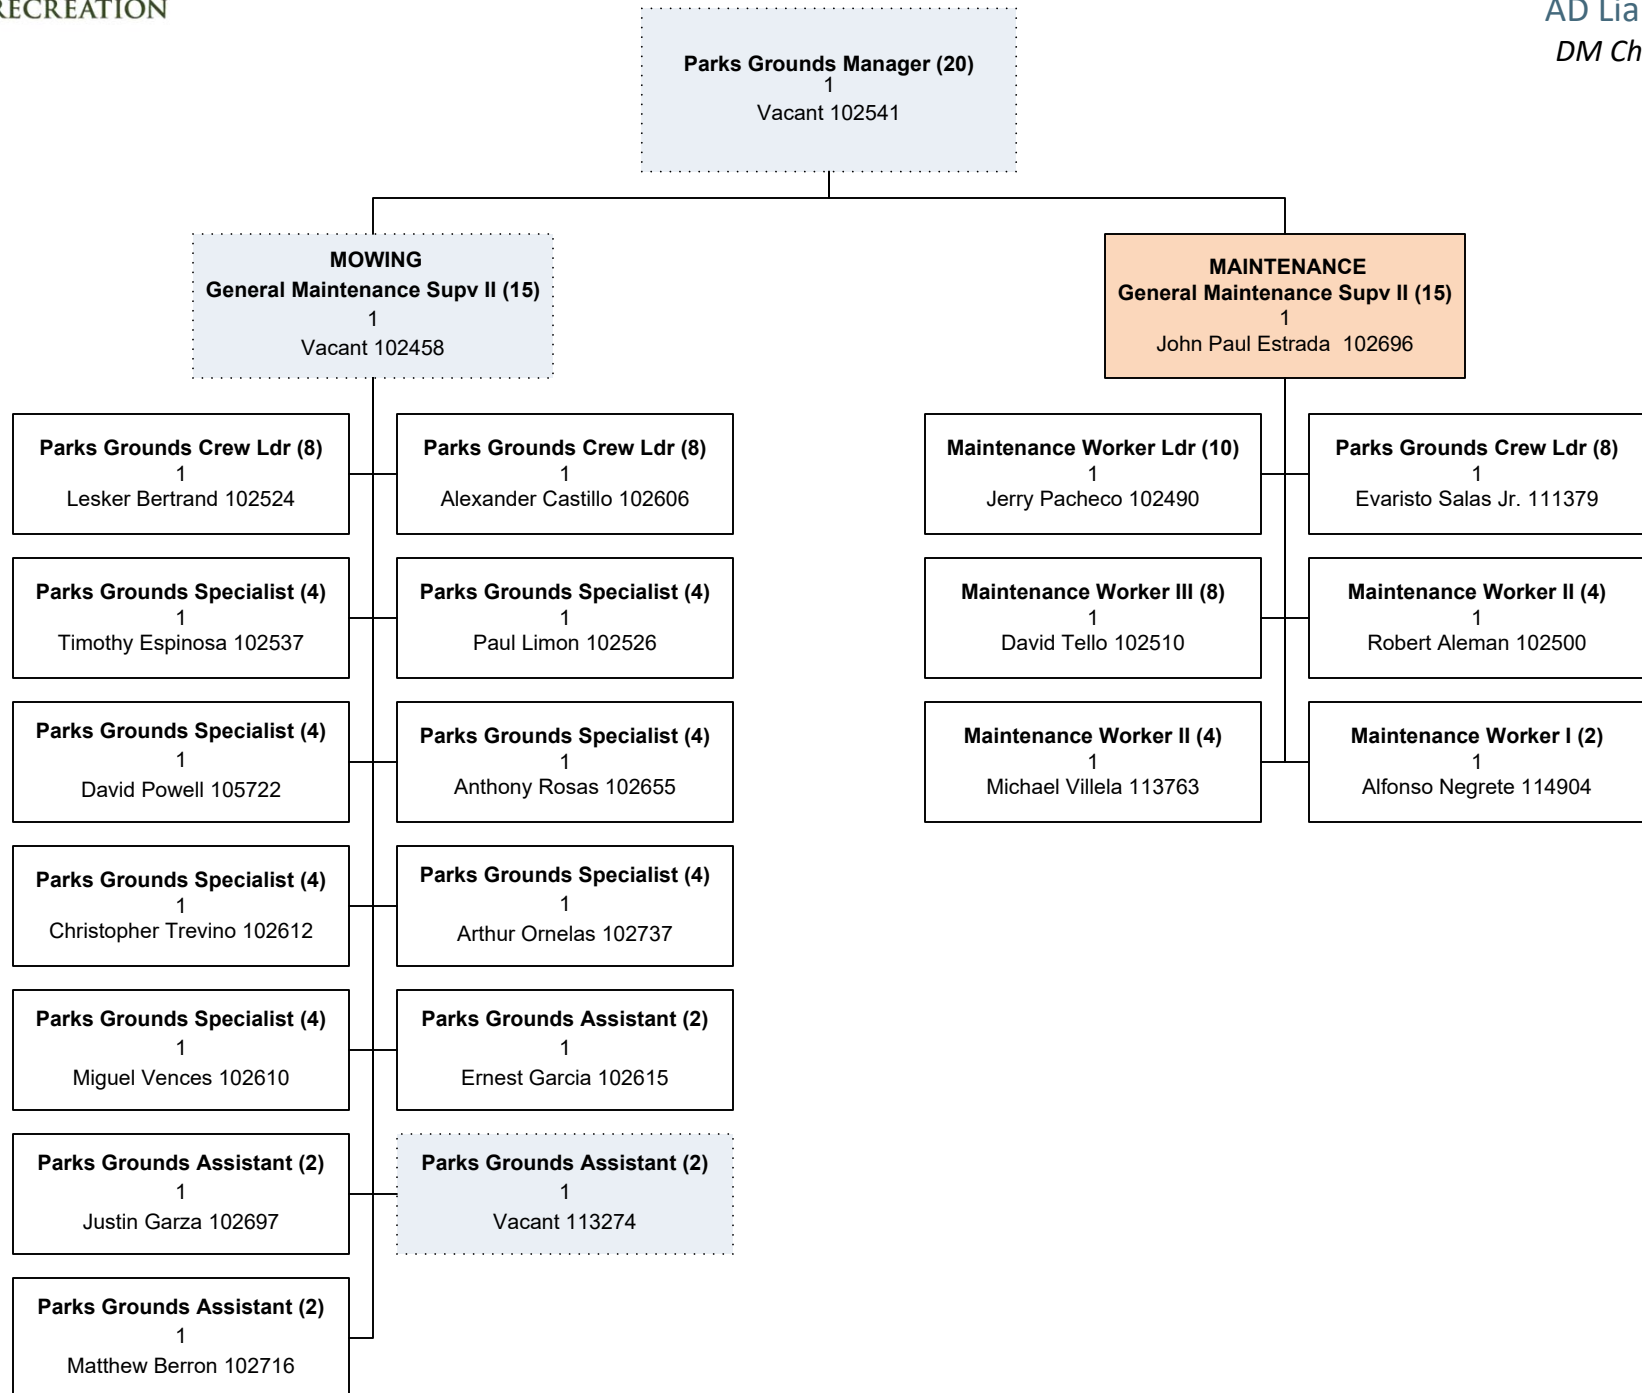 RECREATION
AD Lia
DM Ch
Parks Grounds Manager (20)
1
Vacant 102541
MOWING
General Maintenance Supv II (15)
1
Vacant 102458
MAINTENANCE
General Maintenance Supv II (15)
1
John Paul Estrada  102696
Parks Grounds Crew Ldr (8)
1
Lesker Bertrand 102524
Parks Grounds Crew Ldr (8)
1
Alexander Castillo 102606
Maintenance Worker Ldr (10)
1
Jerry Pacheco 102490
Parks Grounds Crew Ldr (8)
1
Evaristo Salas Jr. 111379
Parks Grounds Specialist (4)
1
Timothy Espinosa 102537
Parks Grounds Specialist (4)
1
Paul Limon 102526
Maintenance Worker III (8)
1
David Tello 102510
Maintenance Worker II (4)
1
Robert Aleman 102500
Parks Grounds Specialist (4)
1
David Powell 105722
Parks Grounds Specialist (4)
1
Anthony Rosas 102655
Maintenance Worker II (4)
1
Michael Villela 113763
Maintenance Worker I (2)
1
Alfonso Negrete 114904
Parks Grounds Specialist (4)
1
Christopher Trevino 102612
Parks Grounds Specialist (4)
1
Arthur Ornelas 102737
Parks Grounds Specialist (4)
1
Miguel Vences 102610
Parks Grounds Assistant (2)
1
Ernest Garcia 102615
Parks Grounds Assistant (2)
1
Justin Garza 102697
Parks Grounds Assistant (2)
1
Vacant 113274
Parks Grounds Assistant (2)
1
Matthew Berron 102716